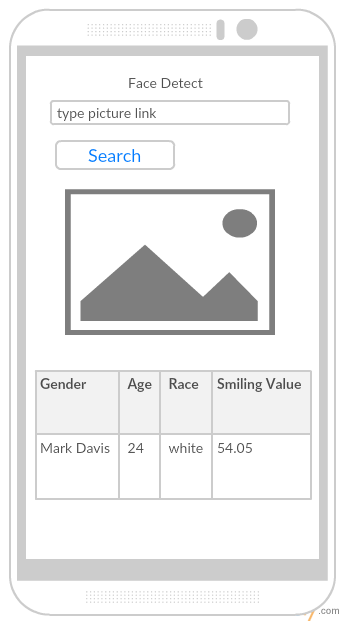 Face Detect
type picture link
Search
Gender Age Race Smiling Value
Mark Davis 24 white 54.05
.com